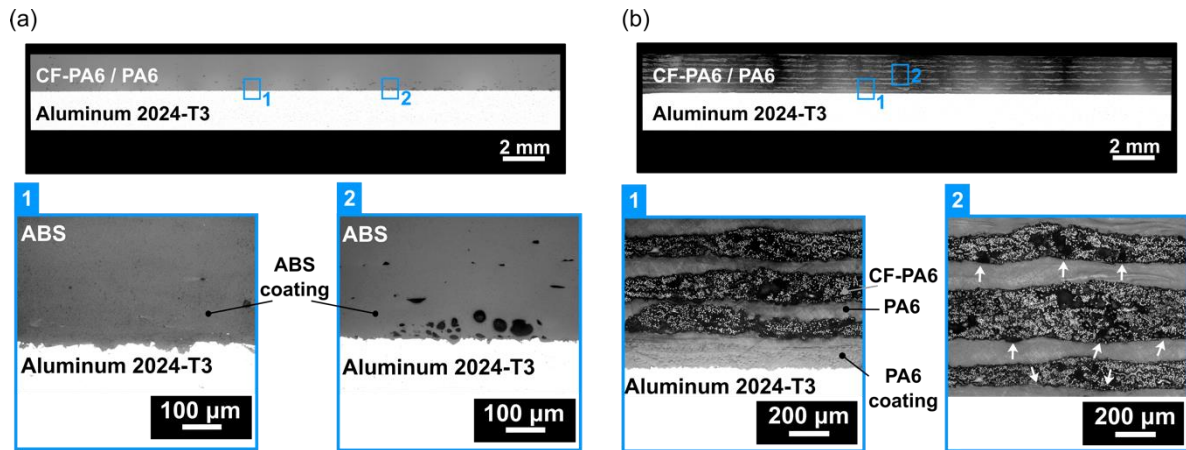 (a)
CF-PA6 / PA6
1
2
Aluminum 2024-T3
2 mm
1
ABS
Aluminum 2024-T3
100 µm
ABS
coating
2
ABS
Aluminum 2024-T3
100 µm
(b)
CF-PA6 / PA6
2
1
Aluminum 2024-T3
2 mm
1
Aluminum 2024-T3
200 µm
CF-PA6
PA6
PA6
coating
2
200 µm